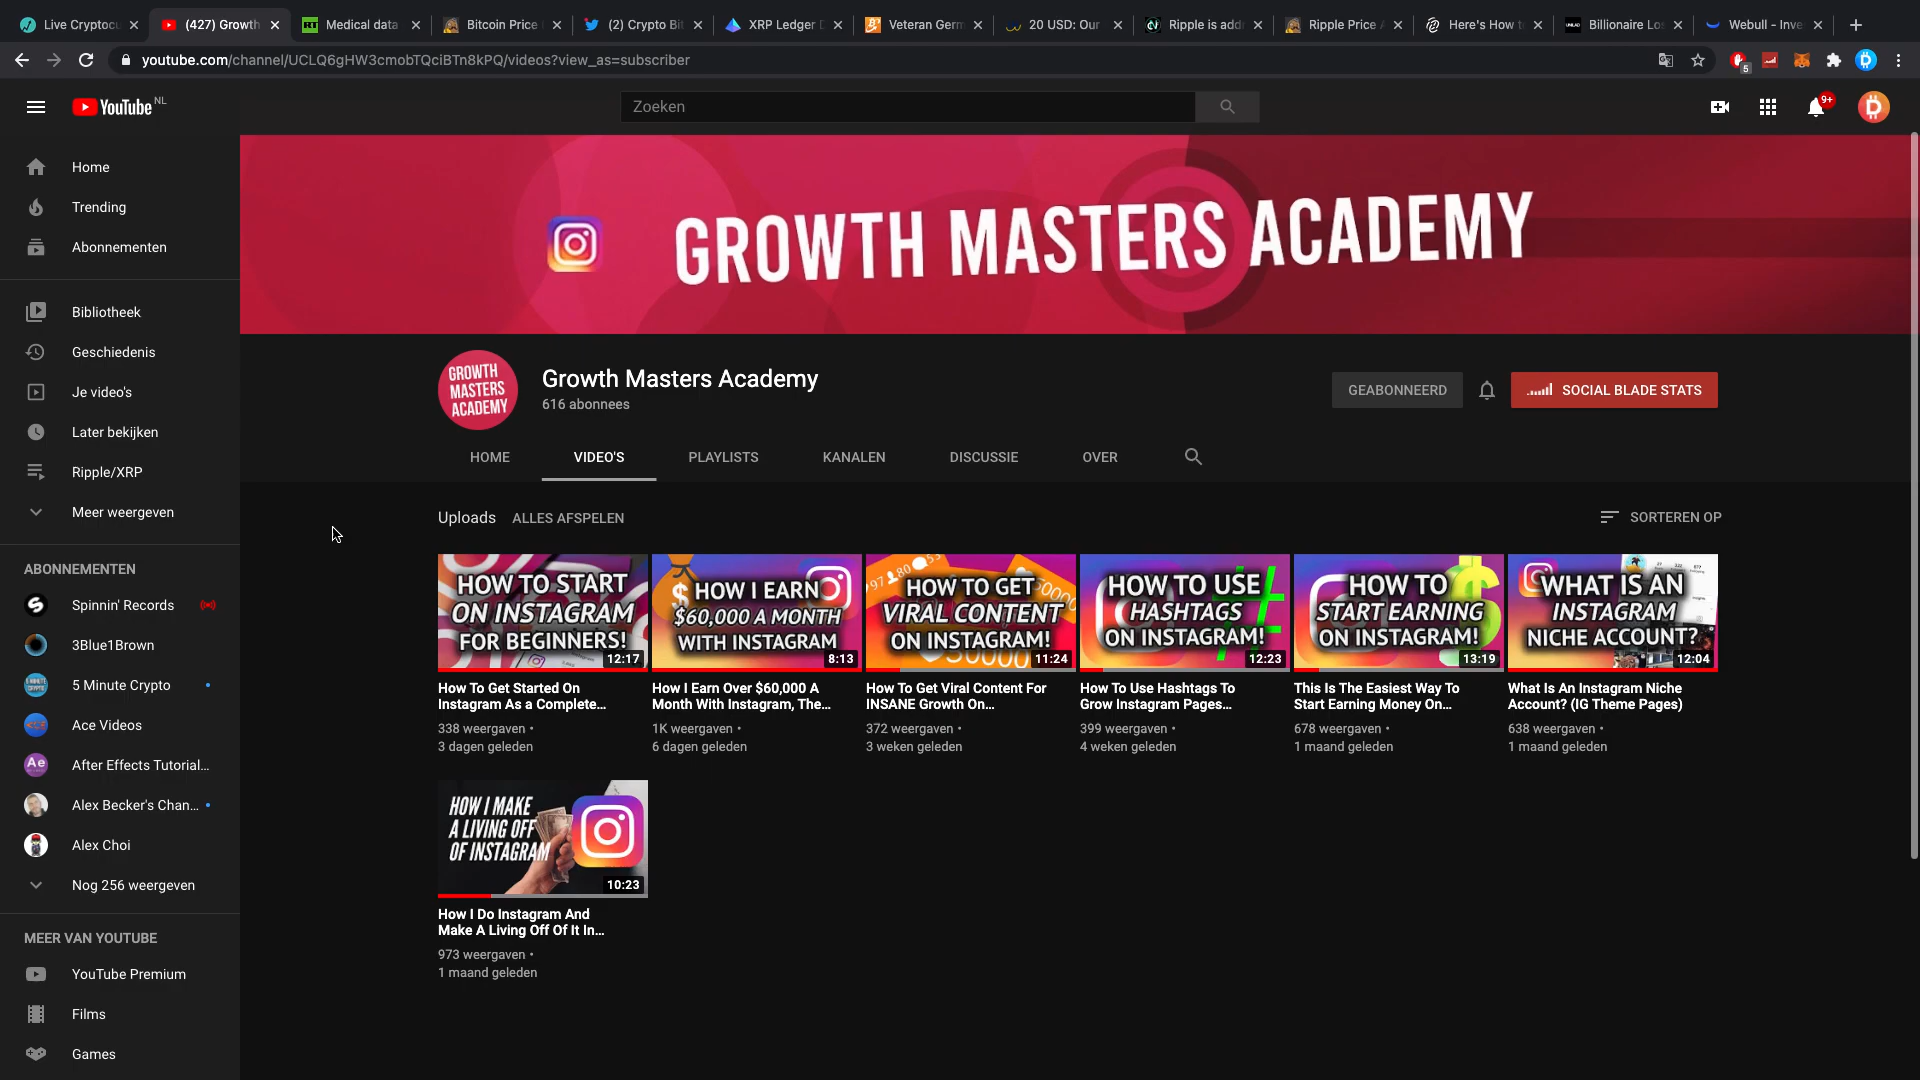 Live Cryptocu
(427) Growth
Medical data
Bitcoin Price
(2) Crypto Bit
XRP Ledger
Veteran Germ
20 USD: Our
Ripple is add
Ripple Price
Here's How t
Billionaire Lo
Webull - Inve
youtube.com/channel/UCLQ6gHW3cmobTQciBTn8kPQ/videos?view_as=subscriber
5
YouTube NL
Zoeken
9+
Home
Trending
Abonnementen
Bibliotheek
Geschiedenis
Je video's
Later bekijken
Ripple/XRP
Meer weergeven
ABONNEMENTEN
Spinnin' Records
3Blue1Brown
5 Minute Crypto
Ace Videos
After Effects Tutorial...
Alex Becker's Chan...
Alex Choi
Nog 256 weergeven
MEER VAN YOUTUBE
YouTube Premium
Films
Games
GROWTH MASTERS ACADEMY
GROWTH
MASTERS
ACADEMY
Growth Masters Academy
616 abonnees
GEABONNEERD
SOCIAL BLADE STATS
HOME
VIDEO'S
PLAYLISTS
KANALEN
DISCUSSIE
OVER
Uploads
ALLES AFSPELEN
SORTEREN OP
HOW TO START
ON INSTAGRAM
FOR BEGINNERS!
12:17
How To Get Started On
Instagram As a Complete...
338 weergaven •
3 dagen geleden
HOW I EARN
$60,000 A MONTH
WITH INSTAGRAM
8:13
How I Earn Over $60,000 A
Month With Instagram, The...
1K weergaven •
6 dagen geleden
HOW TO GET
VIRAL CONTENT
ON INSTAGRAM!
11:24
How To Get Viral Content For
INSANE Growth On...
372 weergaven •
3 weken geleden
HOW TO USE
HASHTAGS
ON INSTAGRAM!
12:23
How To Use Hashtags To
Grow Instagram Pages...
399 weergaven •
4 weken geleden
HOW TO
START EARNING
ON INSTAGRAM!
13:19
This Is The Easiest Way To
Start Earning Money On...
678 weergaven •
1 maand geleden
WHAT IS AN
INSTAGRAM
NICHE ACCOUNT?
12:04
What Is An Instagram Niche
Account? (IG Theme Pages)
638 weergaven •
1 maand geleden
HOW I MAKE
A LIVING OFF
OF INSTAGRAM
10:23
How I Do Instagram And
Make A Living Off Of It In...
973 weergaven •
1 maand geleden